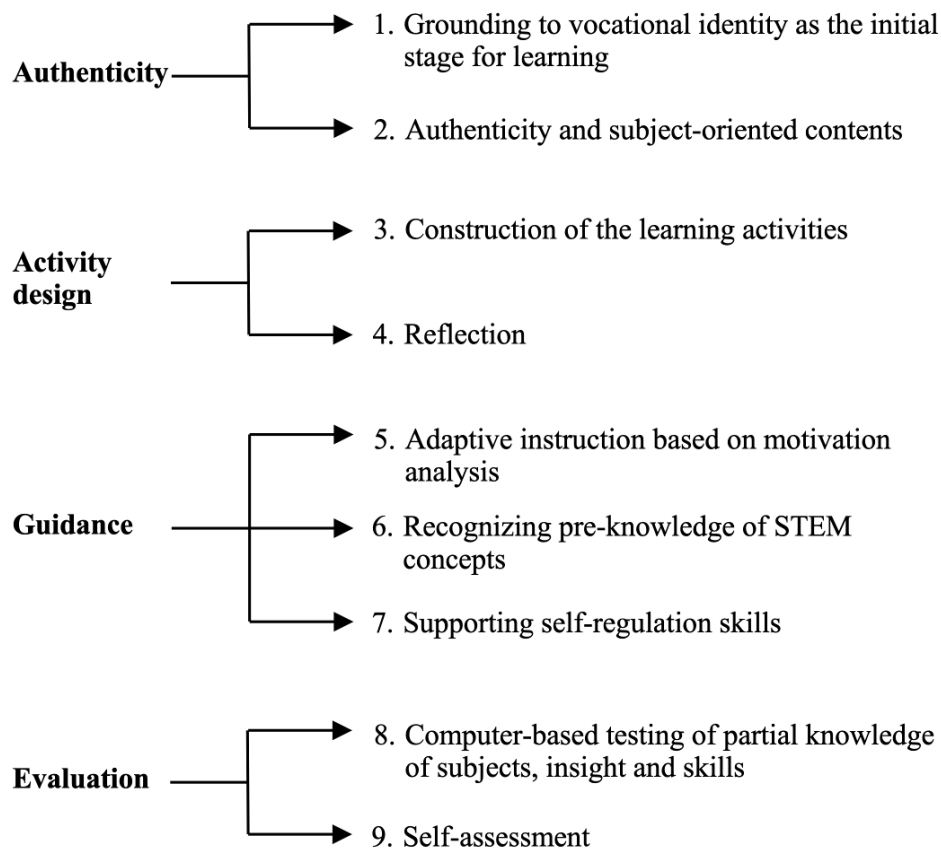 Authenticity
1. Grounding to vocational identity as the initial
stage for learning
2. Authenticity and subject-oriented contents
Activity
design
3. Construction of the learning activities
4. Reflection
Guidance
5. Adaptive instruction based on motivation
analysis
6. Recognizing pre-knowledge of STEM
concepts
7. Supporting self-regulation skills
Evaluation
8. Computer-based testing of partial knowledge
of subjects, insight and skills
9. Self-assessment